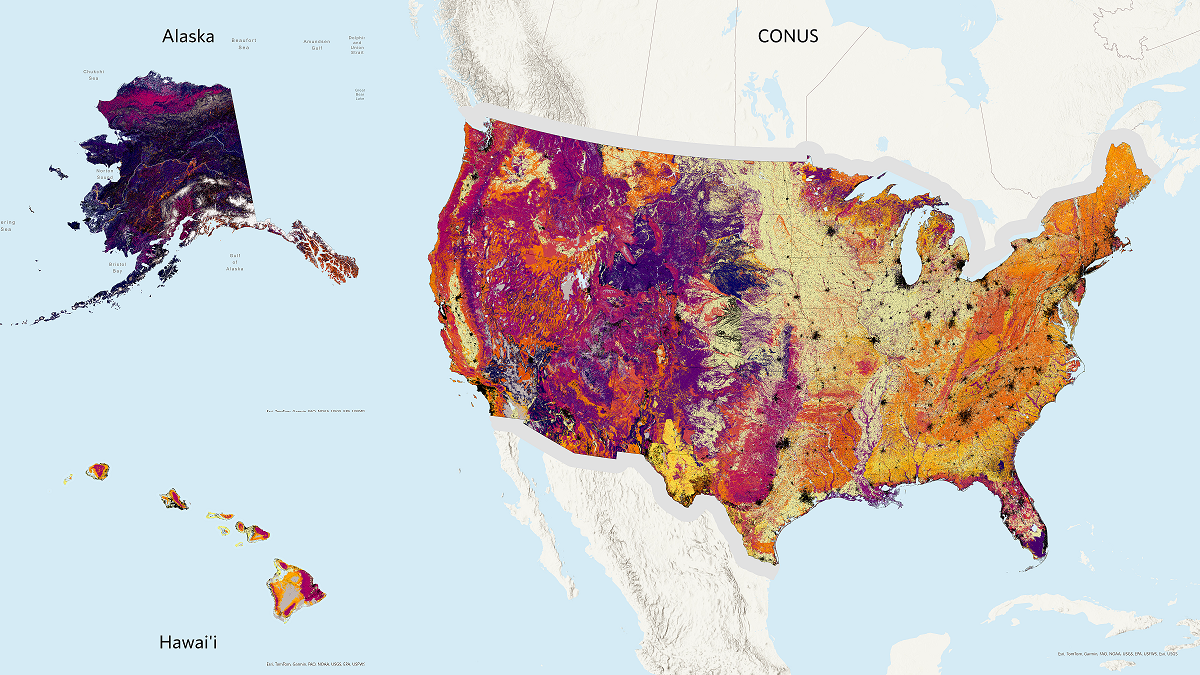 Alaska
Beaufort
Sea
Amundsen
Gulf
Dolphin
and
Union
Strait
CONUS
Chukchi
Sea
Great
Bear
Lake
Norton
Sound
ering
Sea
Bristol
Bay
Gulf
of
Alaska
Esri, TomTom, Garmin, FAO, NOAA, USGS, EPA, USFWS
Hawai'i
Esri, TomTom, Garmin, FAO, NOAA, USGS, EPA, USFWS
Esri, TomTom, Garmin, FAO, NOAA, USGS, EPA, USFWS, Esri, USGS